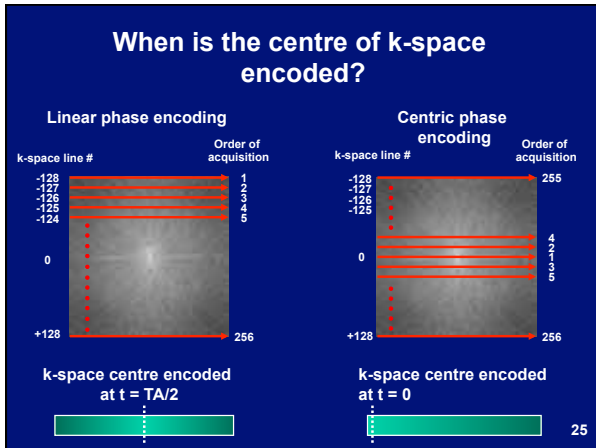 When is the centre of k-space
encoded?
Linear phase encoding
k-space line #
Order of
acquisition
-128
-127
-126
-125
-124
0
+128
1
2
3
4
5
256
k-space centre encoded
at t = TA/2
Centric phase
encoding
k-space line #
Order of
acquisition
-128
-127
-126
-125
0
+128
255
4
2
1
3
5
256
k-space centre encoded
at t = 0
25